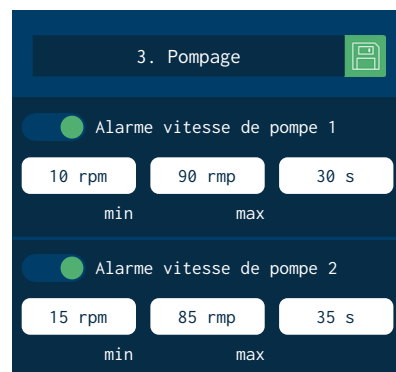 3. Pompage
Alarme vitesse de pompe 1
10 rpm 90 rmp 30 s
min max
Alarme vitesse de pompe 2
15 rpm 85 rmp 35 s
min max